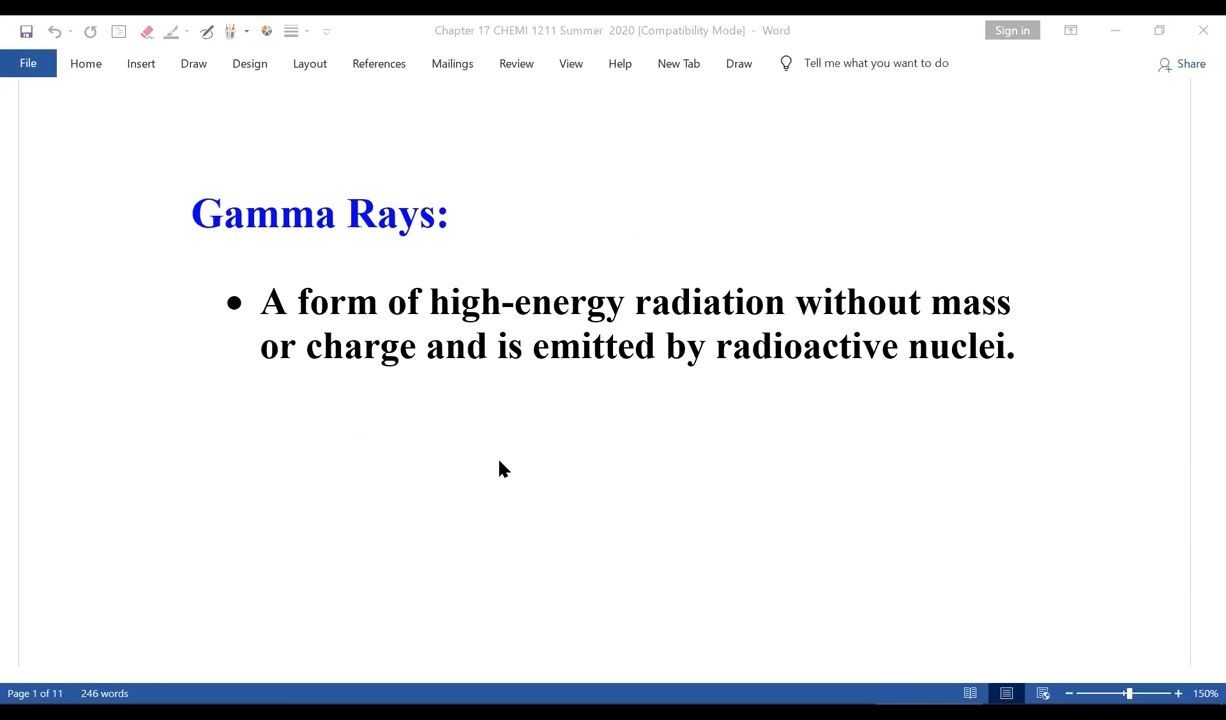 Chapter 17 CHEMI 1211 Summer 2020 [Compatibility Mode] - Word
Sign in
File Home Insert Draw Design Layout References Mailings Review View Help New Tab Draw Tell me what you want to do Share
Gamma Rays:
• A form of high-energy radiation without mass
or charge and is emitted by radioactive nuclei.
Page 1 of 11 246 words 150%